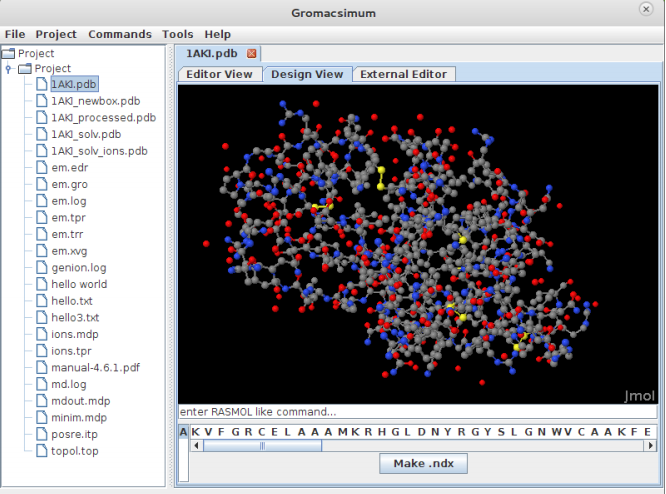 Gromacsimum
File Project Commands Tools Help
Project
Project
1AKI.pdb
1AKI_newbox.pdb
1AKI_processed.pdb
1AKI_solv.pdb
1AKI_solv_ions.pdb
em.edr
em.gro
em.log
em.tpr
em.trr
em.xvg
genion.log
hello world
hello.txt
hello3.txt
ions.mdp
ions.tpr
manual-4.6.1.pdf
md.log
mdout.mdp
minim.mdp
posre.itp
topol.top
1AKI.pdb
Editor View Design View External Editor
Jmol
enter RASMOL like command...
A K V F G R C E L A A A M K R H G L D N Y R G Y S L G N W V C A A K F E
Make .ndx